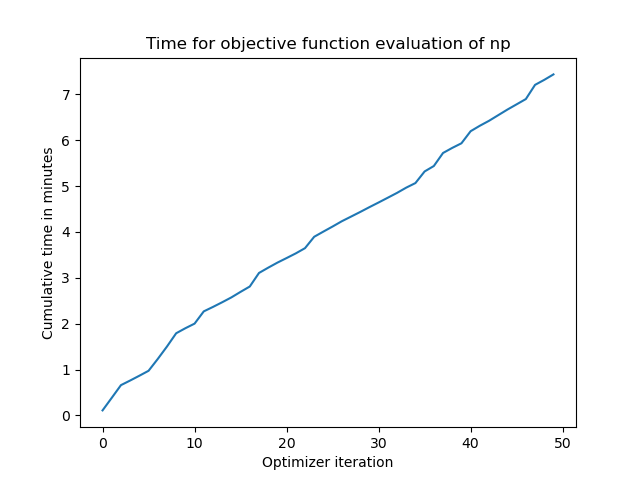 Time for objective function evaluation of np
7
6
5
4
3
2
1
0
Cumulative time in minutes
0 10 20 30 40 50
Optimizer iteration